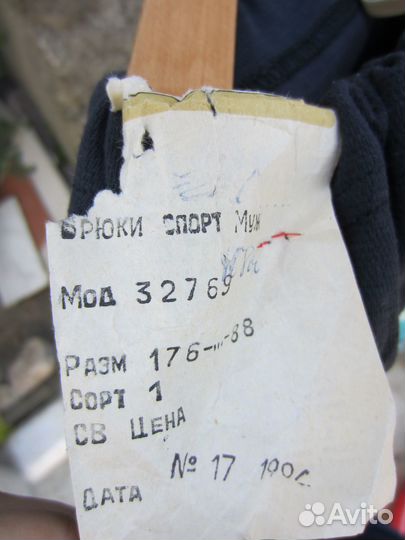 БРЮКИ СПОРТ Муж
Мод 32769
Разм 176-...-88
Сорт 1
СВ Цена
№ 17
ДАТА
Avito